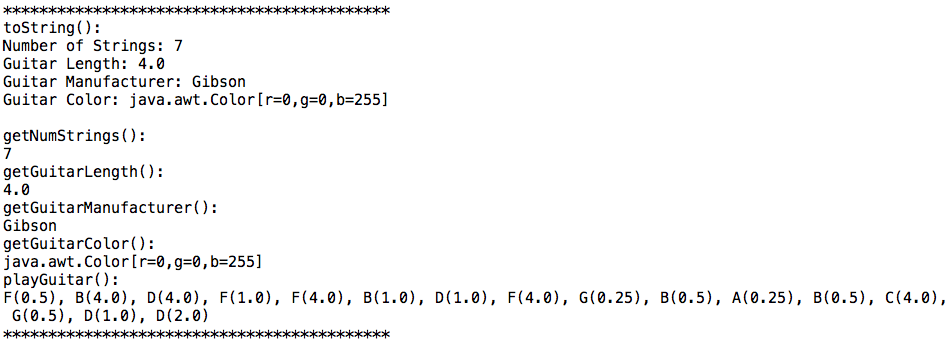 *******************************************
toString():
Number of Strings: 7
Guitar Length: 4.0
Guitar Manufacturer: Gibson
Guitar Color: java.awt.Color[r=0,g=0,b=255]
getNumStrings():
7
getGuitarLength():
4.0
getGuitarManufacturer():
Gibson
getGuitarColor():
java.awt.Color[r=0,g=0,b=255]
playGuitar():
F(0.5), B(4.0), D(4.0), F(1.0), F(4.0), B(1.0), D(1.0), F(4.0), G(0.25), B(0.5), A(0.25), B(0.5), C(4.0),
G(0.5), D(1.0), D(2.0)
*******************************************